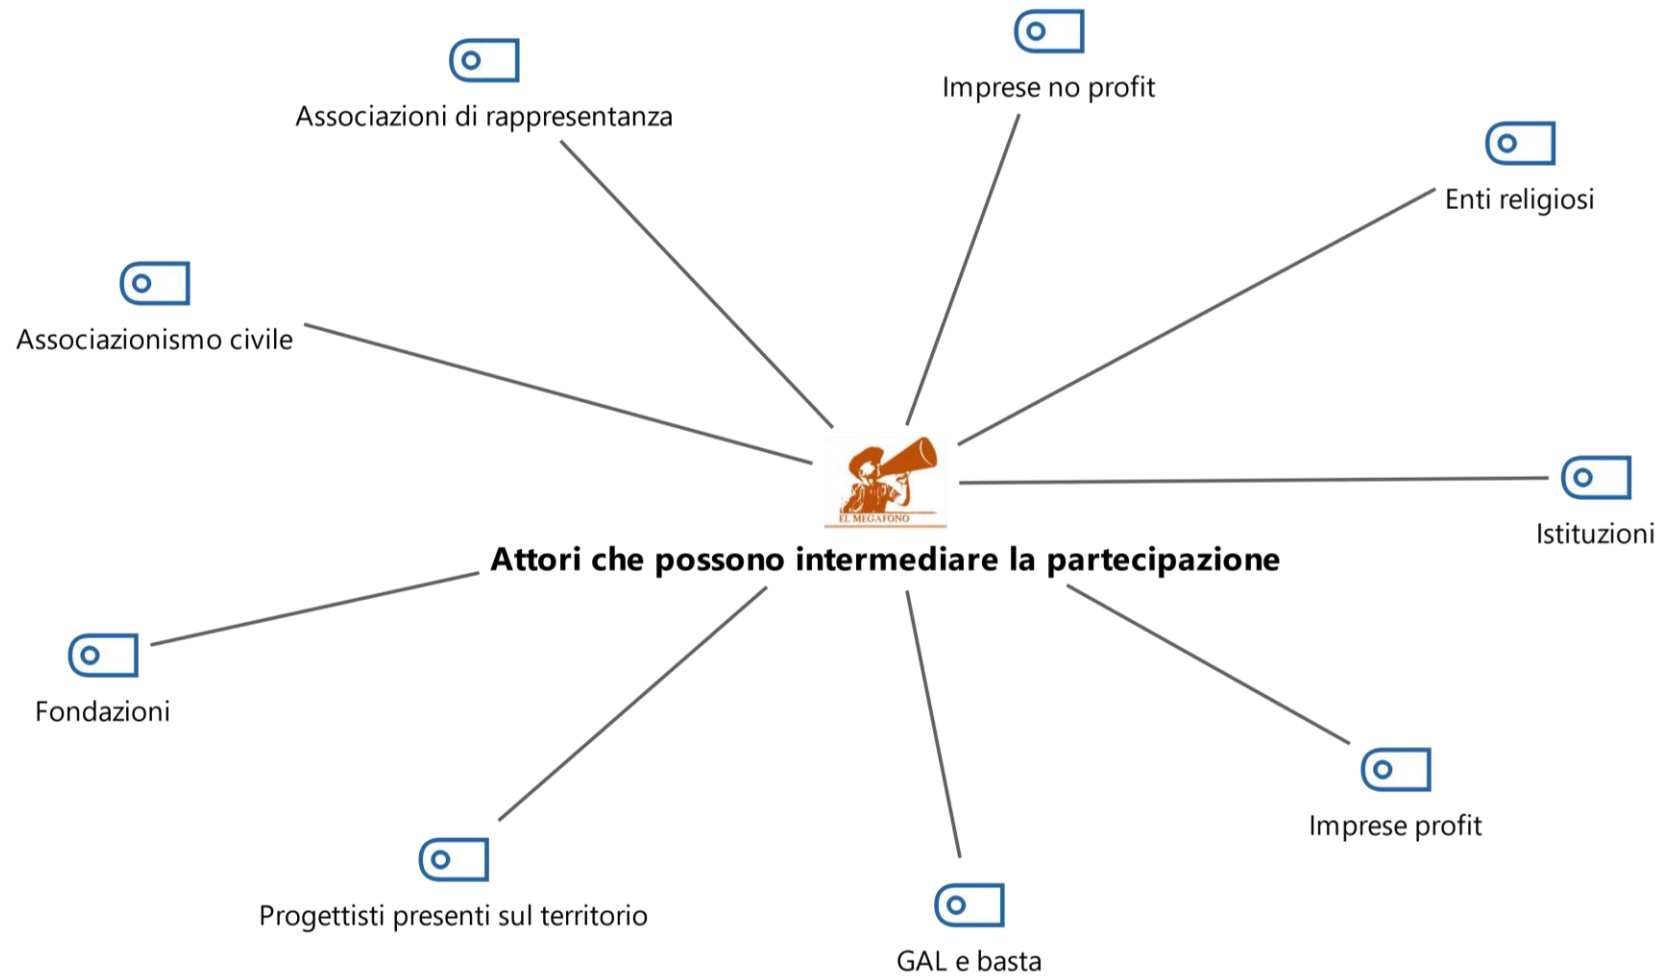 Imprese no profit
Associazioni di rappresentanza
Enti religiosi
Associazionismo civile
EL MEGAFONO
Istituzioni
Attori che possono intermediare la partecipazione
Fondazioni
Imprese profit
Progettisti presenti sul territorio
GAL e basta